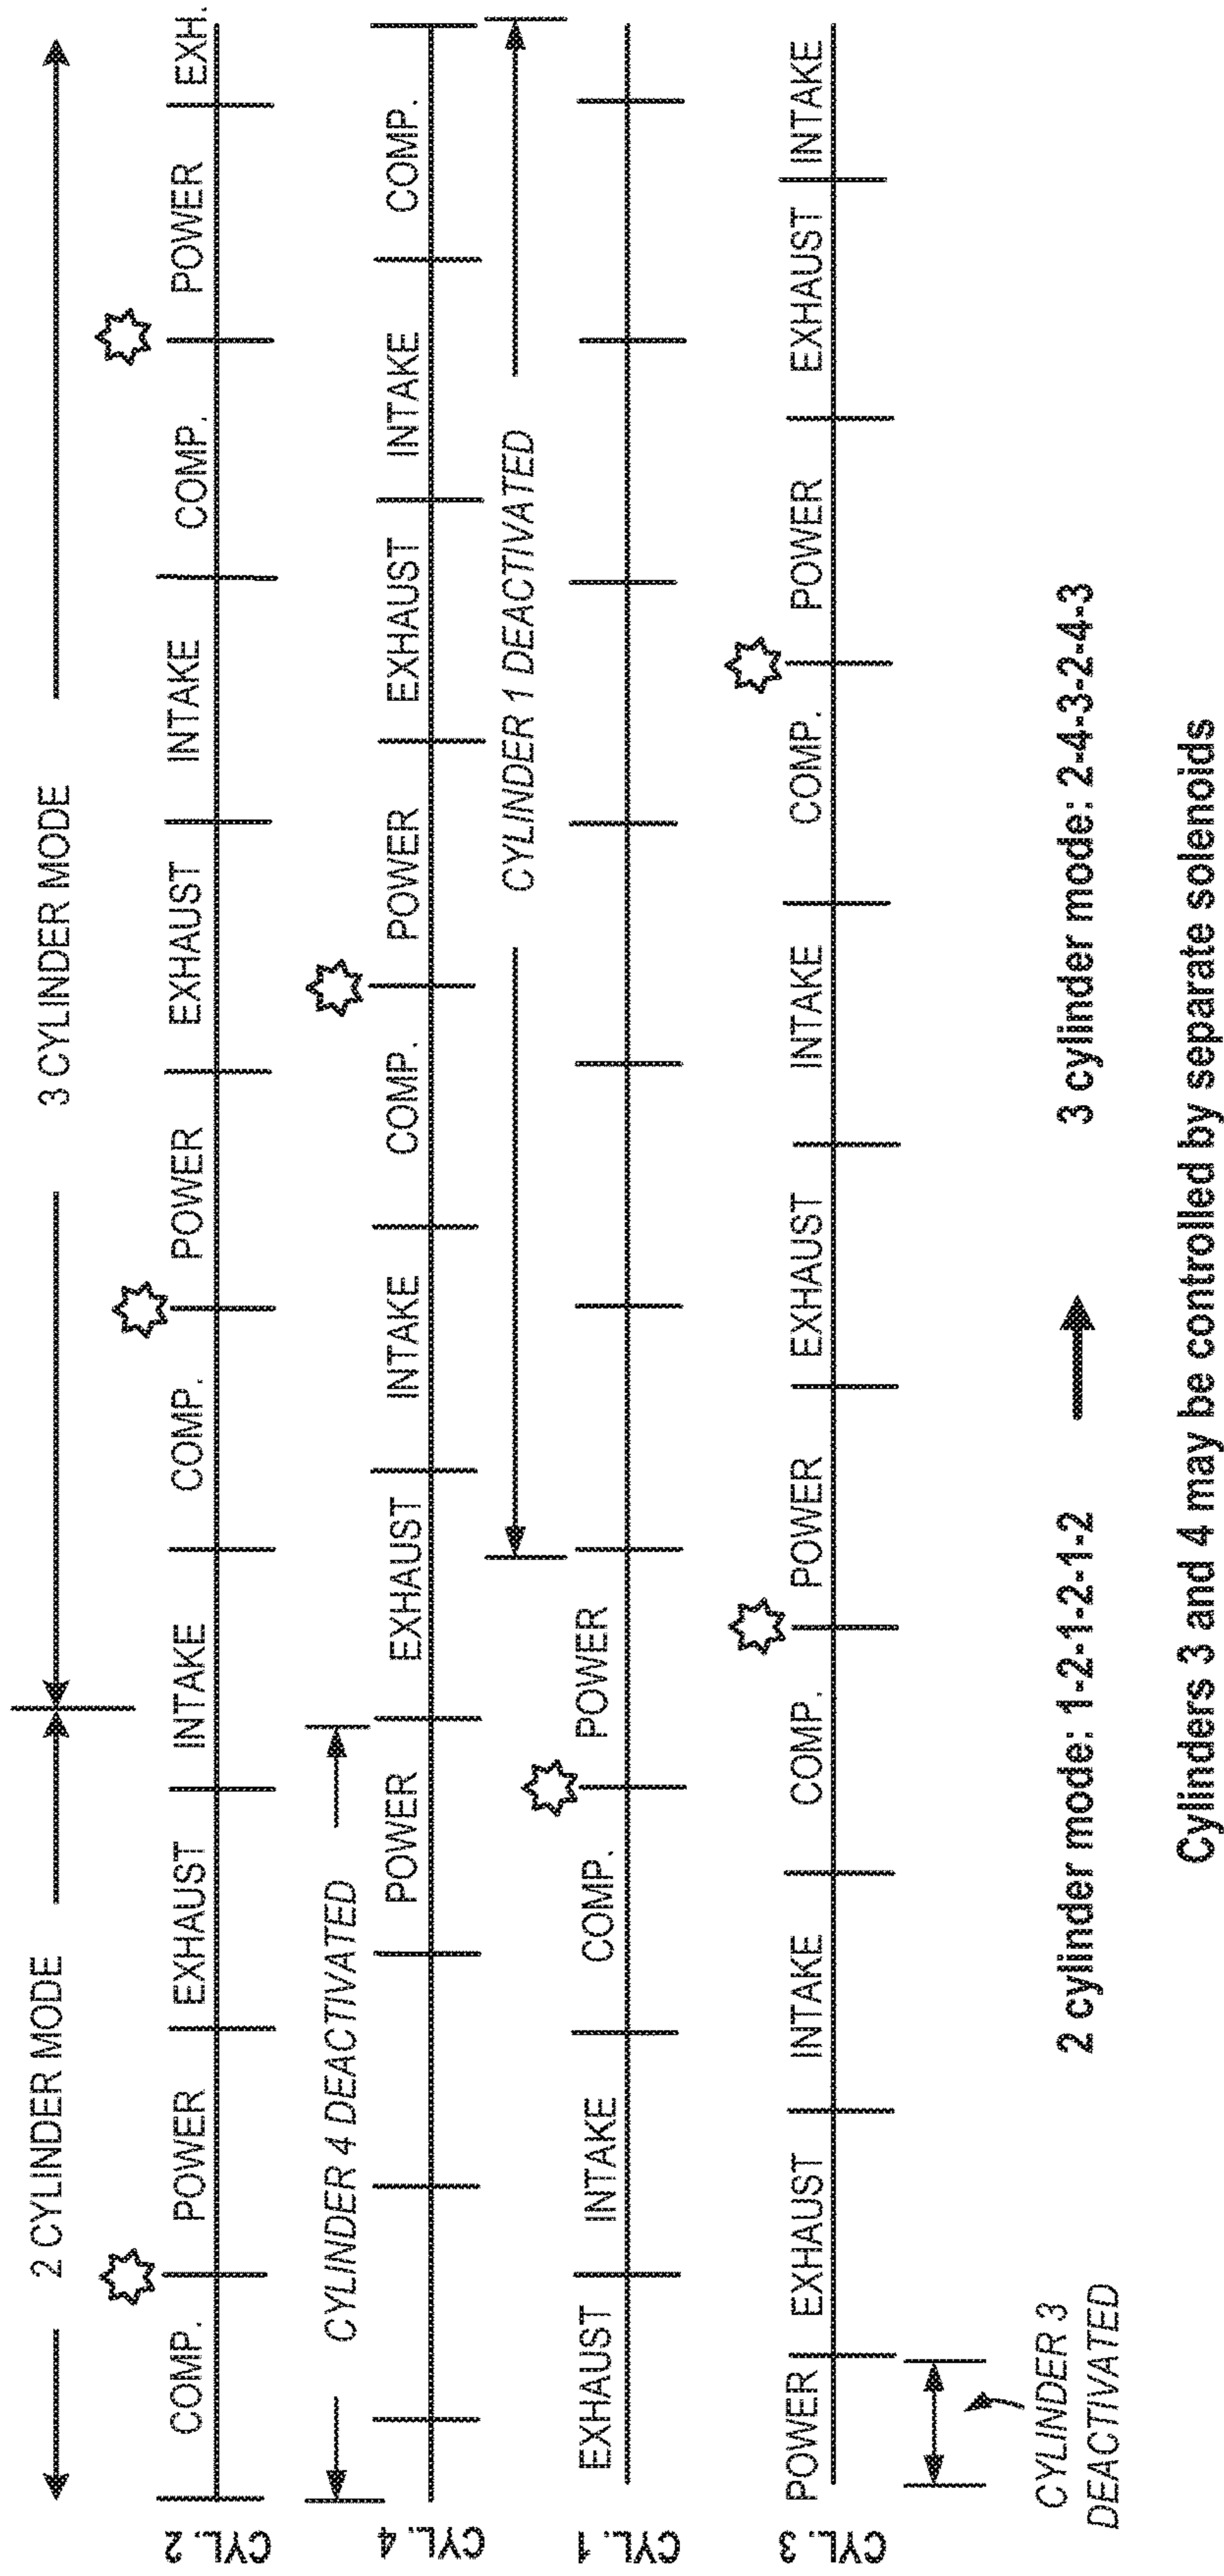 2 CYLINDER MODE 3 CYLINDER MODE
CYL. 2 COMP. POWER EXHAUST INTAKE COMP. POWER EXHAUST INTAKE COMP. POWER EXH.
CYLINDER 4 DEACTIVATED
CYL. 4 POWER EXHAUST INTAKE COMP. POWER EXHAUST INTAKE COMP.
CYLINDER 1 DEACTIVATED
CYL. 1 EXHAUST INTAKE COMP. POWER
CYL. 3 POWER EXHAUST INTAKE COMP. POWER EXHAUST INTAKE COMP. POWER EXHAUST INTAKE
CYLINDER 3
DEACTIVATED
2 cylinder mode: 1-2-1-2-1-2 3 cylinder mode: 2-4-3-2-4-3
Cylinders 3 and 4 may be controlled by separate solenoids